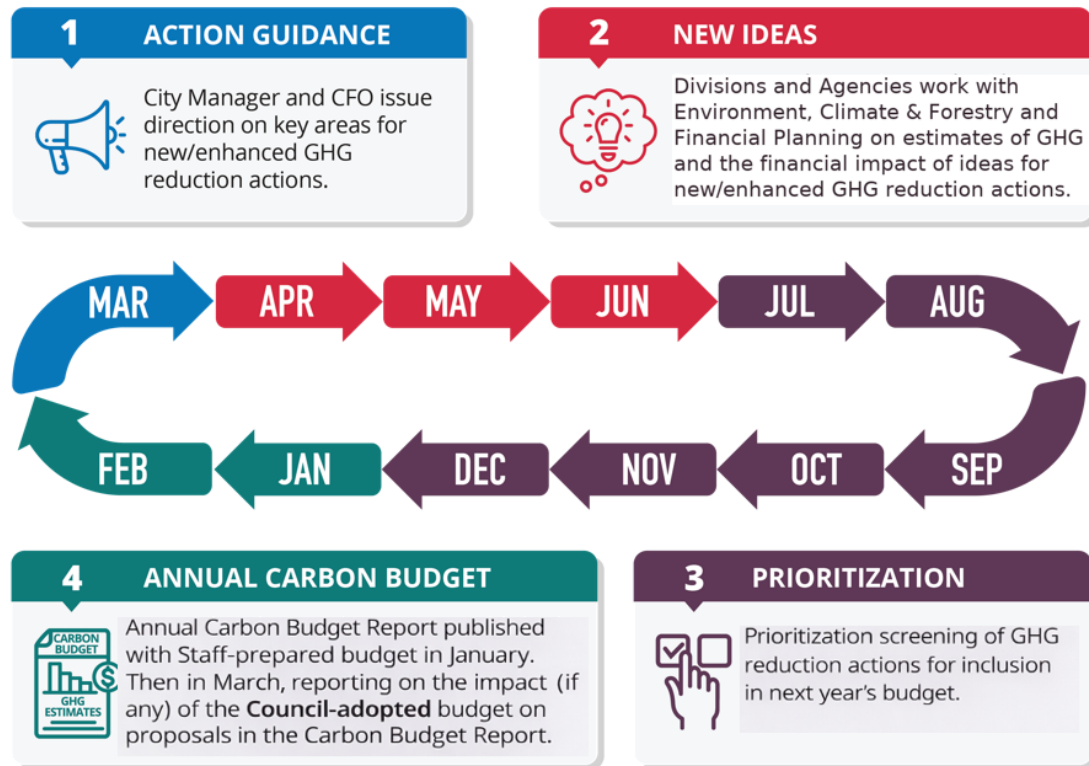 1 ACTION GUIDANCE
City Manager and CFO issue
direction on key areas for
new/enhanced GHG
reduction actions.
2 NEW IDEAS
Divisions and Agencies work with
Environment, Climate & Forestry and
Financial Planning on estimates of GHG
and the financial impact of ideas for
new/enhanced GHG reduction actions.
MAR APR MAY JUN JUL AUG
FEB JAN DEC NOV OCT SEP
4 ANNUAL CARBON BUDGET
CARBON
BUDGET
$
GHG
ESTIMATES
Annual Carbon Budget Report published
with Staff-prepared budget in January.
Then in March, reporting on the impact (if
any) of the Council-adopted budget on
proposals in the Carbon Budget Report.
3 PRIORITIZATION
Prioritization screening of GHG
reduction actions for inclusion
in next year's budget.